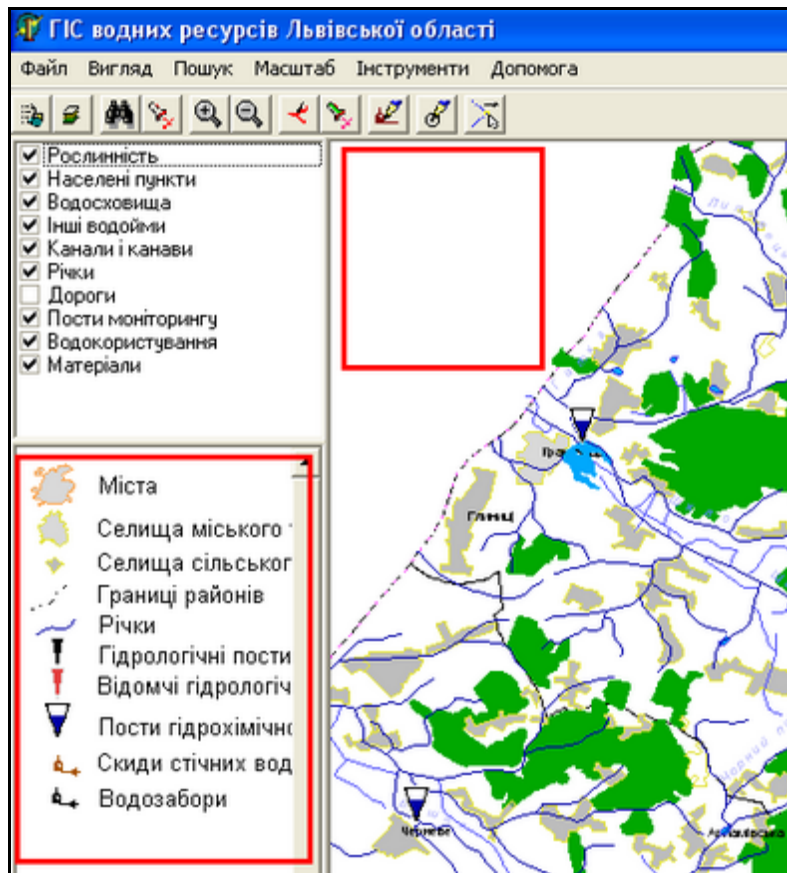 ГІС водних ресурсів Львівської області
Файл Вигляд Пошук Масштаб Інструменти Допомога
Рослинність
Населені пункти
Водосховища
Інші водойми
Канали і канави
Річки
Дороги
Пости моніторингу
Водокористування
Матеріали
Міста
Селища міського
Селища сільськог
Границі районів
Річки
Гідрологічні пости
Відомчі гідрологіч
Пости гідрохімічно
Скиди стічних вод
Водозабори
Глиниці
Чернєве